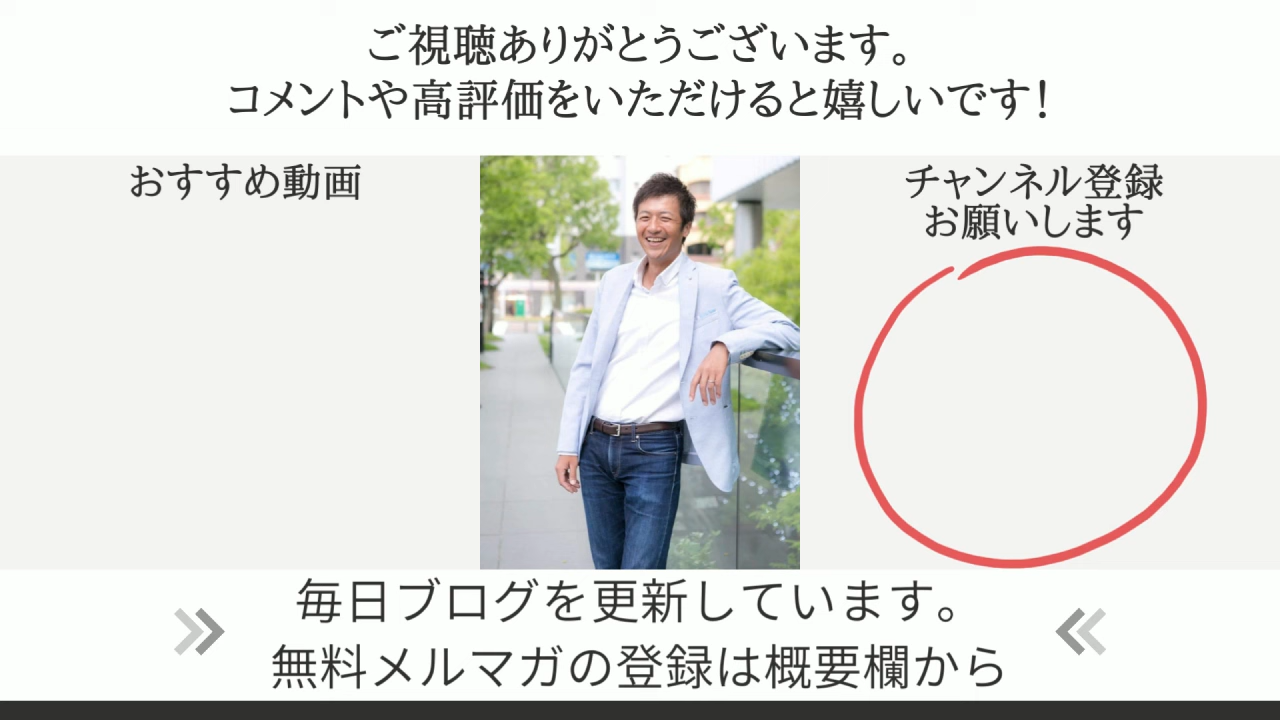 ご視聴ありがとうございます。
コメントや高評価をいただけると嬉しいです!
おすすめ動画
チャンネル登録
お願いします
毎日ブログを更新しています。
無料メルマガの登録は概要欄から